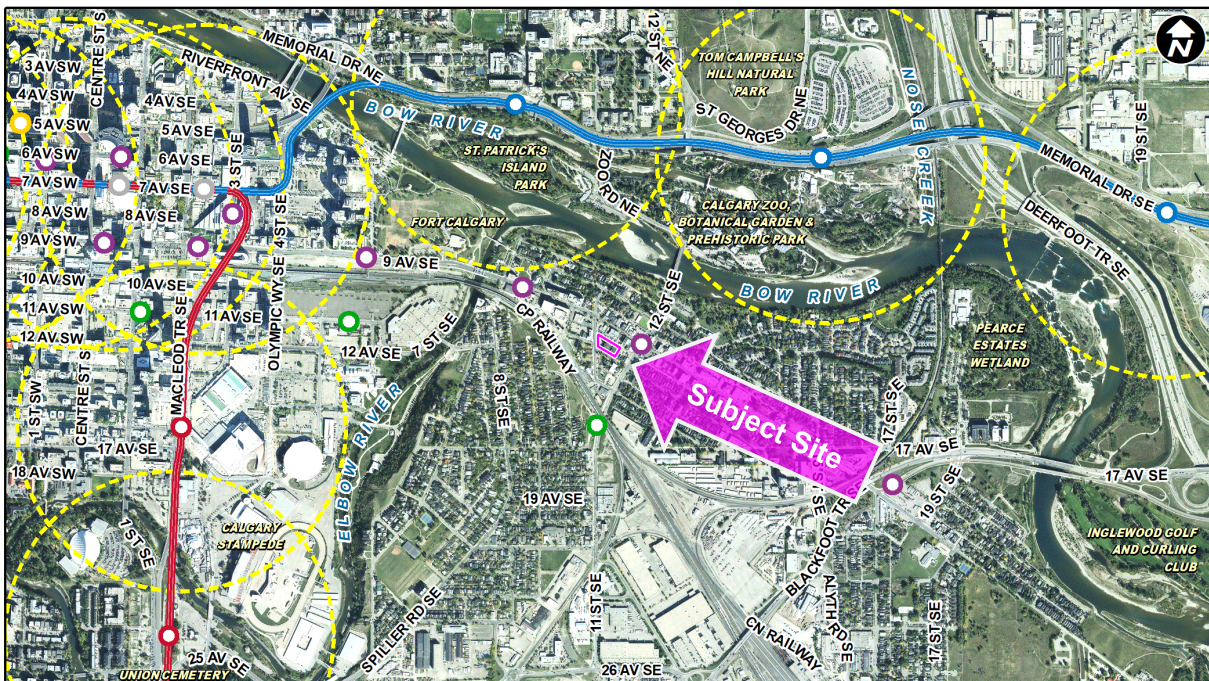 CENTRE ST S
3 AV SW
4 AV SW
5 AV SW
6 AV SW
7 AV SW
8 AV SW
9 AV SW
10 AV SW
11 AV SW
12 AV SW
RIVERFRONT AV SE
MEMORIAL DR NE
4 AV SE
5 AV SE
6 AV SE
7 AV SE
8 AV SE
3 ST SE
4 ST SE
BOW RIVER
ST. PATRICK'S
ISLAND
PARK
FORT CALGARY
9 AV SE
ZOO
RD NE
12 ST NE
TOM CAMPBELL'S
HILL NATURAL
PARK
ST GEORGES DR NE
NOSE CREEK
N
19 ST SE
MEMORIAL DR SE
DEERFOOT TR SE
CALGARY ZOO,
BOTANICAL GARDEN &
PREHISTORIC PARK
BOW RIVER
12 ST SE
PEARCE
ESTATES
WETLAND
10 AV SE
11 AV SE
12 AV SE
MACLEOD TR SE
OLYMPIC WY SE
7 ST SE
CP RAILWAY
8 ST SE
ELBOW RIVER
1 ST SW
CENTRE ST S
17 AV SE
18 AV SW
1 ST SE
CALGARY
STAMPEDE
25 AV SE
UNION CEMETERY
SPILLER RD SE
19 AV SE
11 ST SE
26 AV SE
Subject Site
17 ST SE
17 AV SE
17 AV SE
19 ST SE
BLACKFOOT TR SE
ALYTH RD SE
CN RAILWAY
17 ST SE
INGLEWOOD GOLF
AND CURLING
CLUB